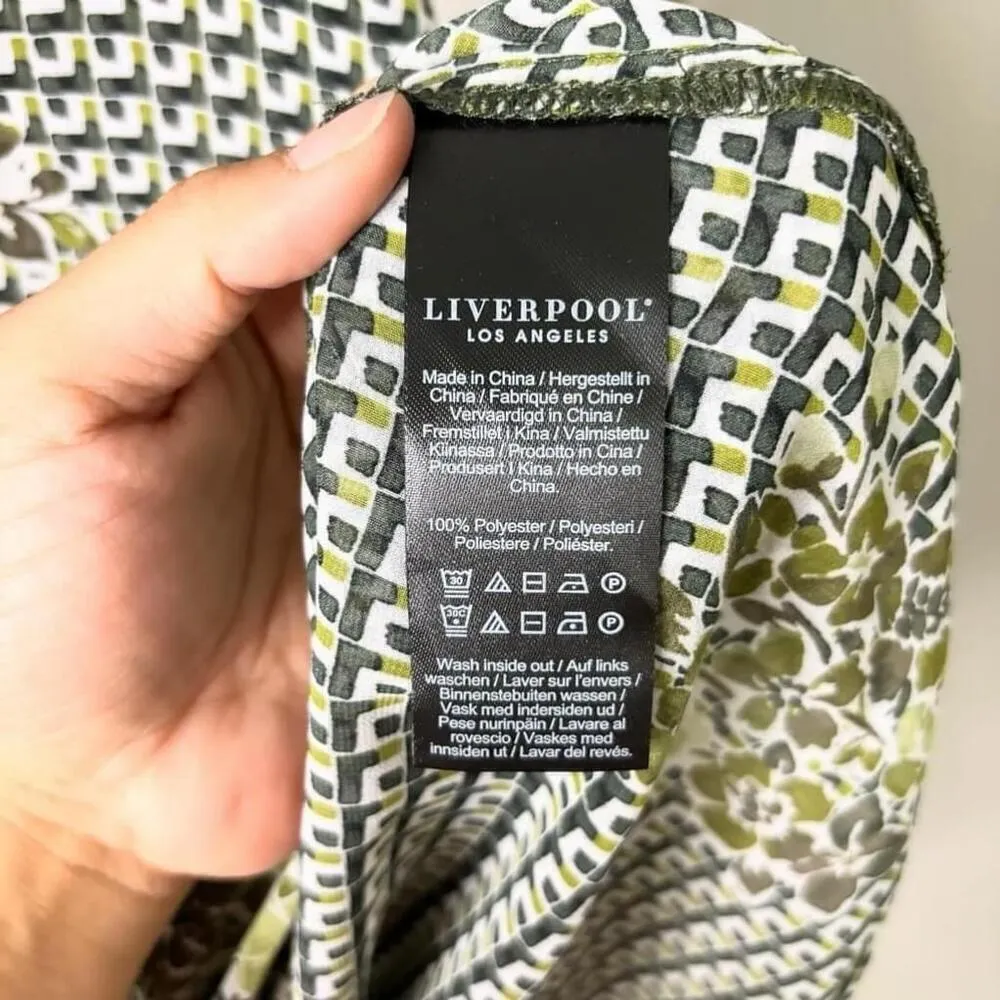 LIVERPOOL®
LOS ANGELES
Made in China / Hergestellt in
China / Fabriqué en Chine /
Vervaardigd in China /
Fremstillet i Kina / Valmistettu
Kiinassa / Prodotto in Cina /
Produsert i Kina / Hecho en
China.
100% Polyester / Polyesteri /
Poliestere / Poliéster.
30 P
30C P
Wash inside out / Auf links
waschen / Laver sur l'envers /
Binnenstebuiten wassen /
Vask med indersiden ud /
Pese nurinpäin / Lavare al
rovescio / Vaskes med
innsiden ut / Lavar del revés.